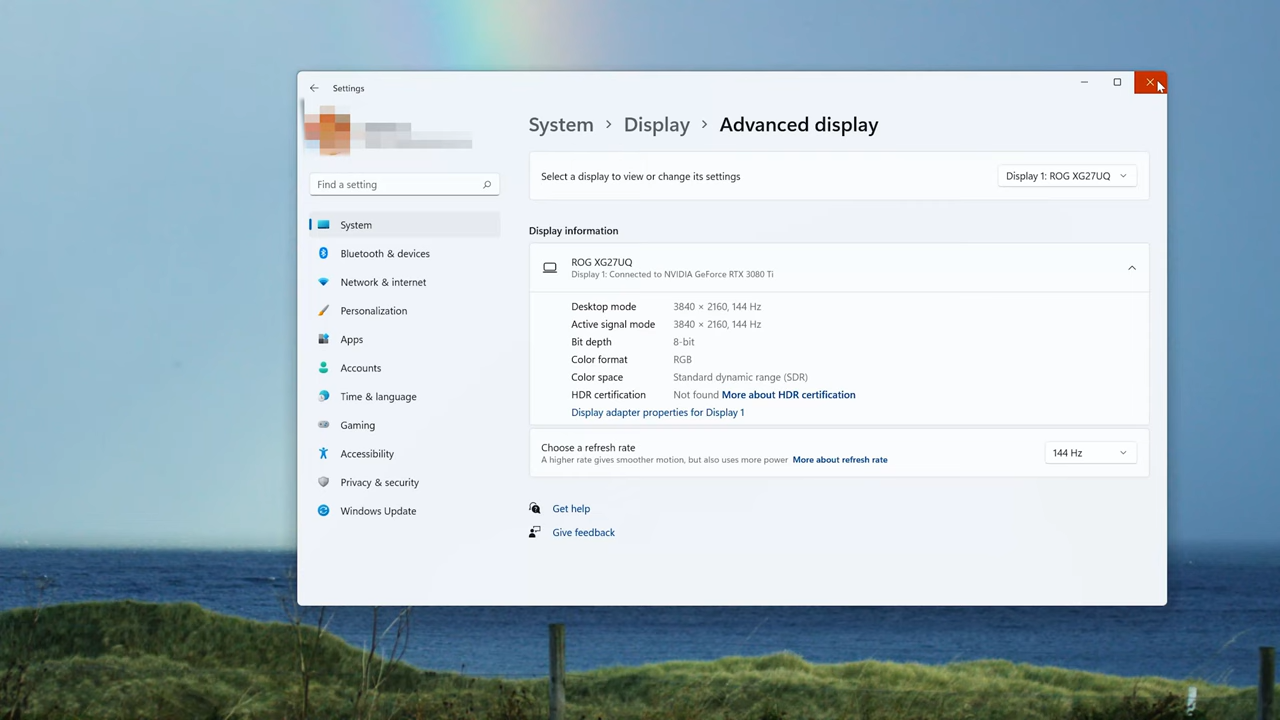 Settings
Find a setting
System
Bluetooth & devices
Network & internet
Personalization
Apps
Accounts
Time & language
Gaming
Accessibility
Privacy & security
Windows Update
System > Display > Advanced display
Select a display to view or change its settings
Display 1: ROG XG27UQ
Display information
ROG XG27UQ
Display 1: Connected to NVIDIA GeForce RTX 3080 Ti
Desktop mode 3840 × 2160, 144 Hz
Active signal mode 3840 × 2160, 144 Hz
Bit depth 8-bit
Color format RGB
Color space Standard dynamic range (SDR)
HDR certification Not found More about HDR certification
Display adapter properties for Display 1
Choose a refresh rate
A higher rate gives smoother motion, but also uses more power More about refresh rate
144 Hz
Get help
Give feedback